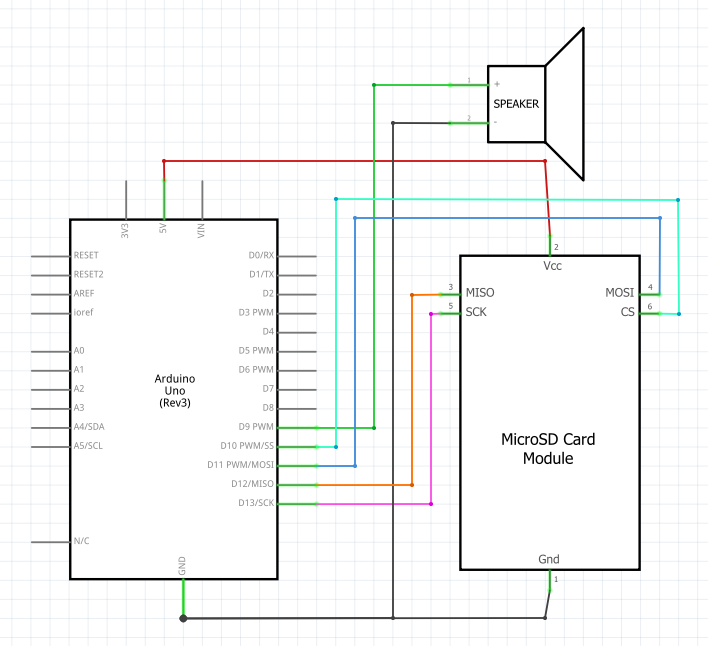 1
+
SPEAKER
2
-
3V3
5V
VIN
RESET
RESET2
AREF
ioref
A0
A1
A2
A3
A4/SDA
A5/SCL
N/C
Arduino
Uno
(Rev3)
D0/RX
D1/TX
D2
D3 PWM
D4
D5 PWM
D6 PWM
D7
D8
D9 PWM
D10 PWM/SS
D11 PWM/MOSI
D12/MISO
D13/SCK
GND
2
Vcc
3
MISO
5
SCK
MOSI
4
CS
6
MicroSD Card
Module
Gnd
1